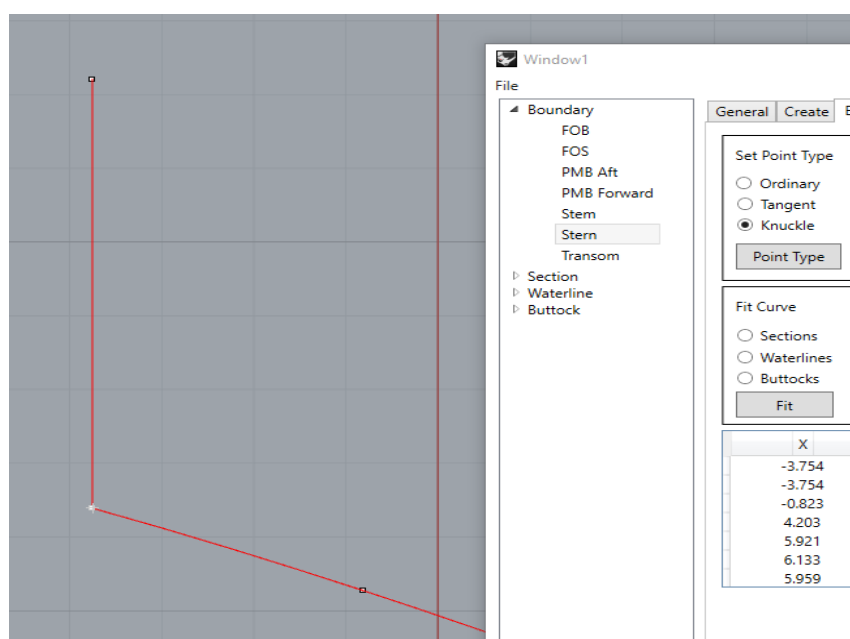 Window1
File
Boundary
FOB
FOS
PMB Aft
PMB Forward
Stem
Stern
Transom
Section
Waterline
Buttock
General Create
Set Point Type
Ordinary
Tangent
Knuckle
Point Type
Fit Curve
Sections
Waterlines
Buttocks
Fit
X
-3.754
-3.754
-0.823
4.203
5.921
6.133
5.959